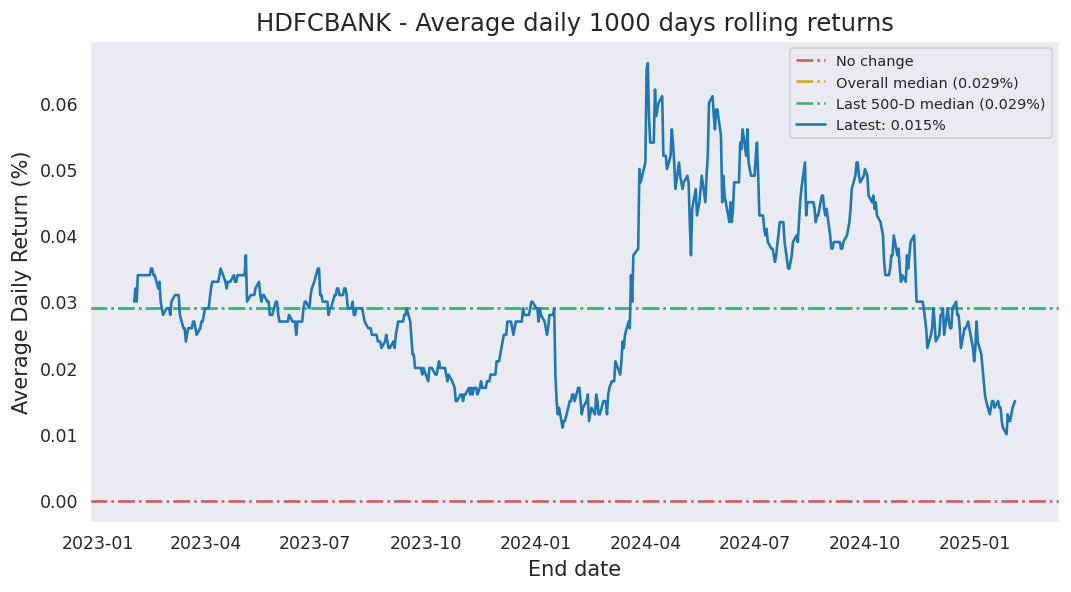 HDFCBANK - Average daily 1000 days rolling returns
No change
Overall median (0.029%)
Last 500-D median (0.029%)
Latest: 0.015%
Average Daily Return (%)
0.06
0.05
0.04
0.03
0.02
0.01
0.00
2023-01 2023-04 2023-07 2023-10 2024-01 2024-04 2024-07 2024-10 2025-01
End date